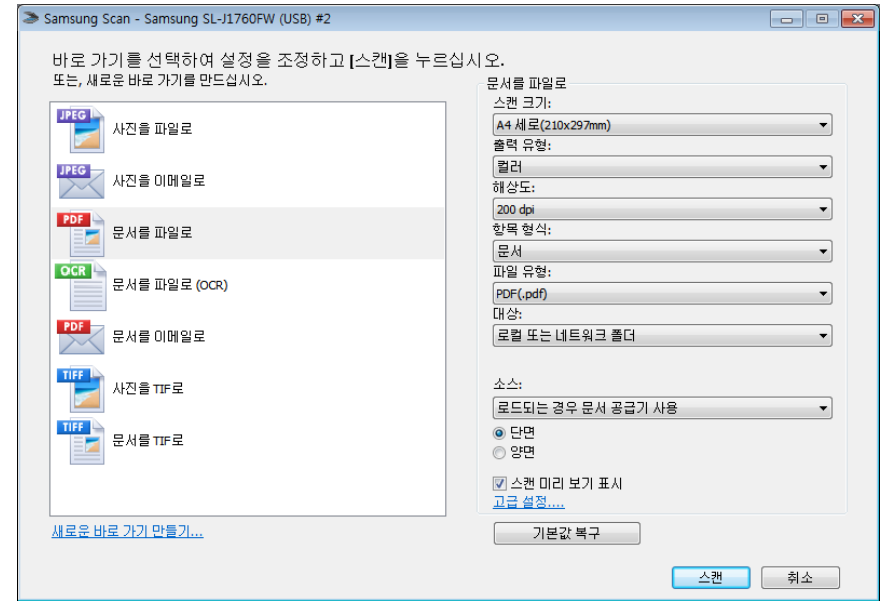 Samsung Scan - Samsung SL-J1760FW (USB) #2
바로 가기를 선택하여 설정을 조정하고 [스캔]을 누르십시오.
또는, 새로운 바로 가기를 만드십시오.
JPEG
사진을 파일로
JPEG
사진을 이메일로
PDF
문서를 파일로
OCR
문서를 파일로 (OCR)
PDF
문서를 이메일로
TIFF
사진을 TIF로
TIFF
문서를 TIF로
새로운 바로 가기 만들기...
문서를 파일로
스캔 크기:
A4 세로(210x297mm)
출력 유형:
컬러
해상도:
200 dpi
항목 형식:
문서
파일 유형:
PDF(.pdf)
대상:
로컬 또는 네트워크 폴더
소스:
로드되는 경우 문서 공급기 사용
단면
양면
스캔 미리 보기 표시
고급 설정....
기본값 복구
스캔
취소